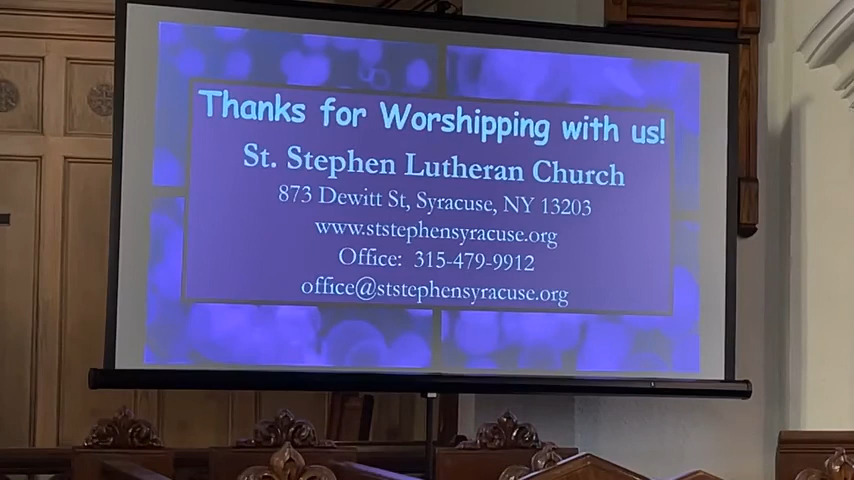 Thanks for Worshipping with us!
St. Stephen Lutheran Church
873 Dewitt St, Syracuse, NY 13203
www.ststephensyracuse.org
Office: 315-479-9912
office@ststephensyracuse.org